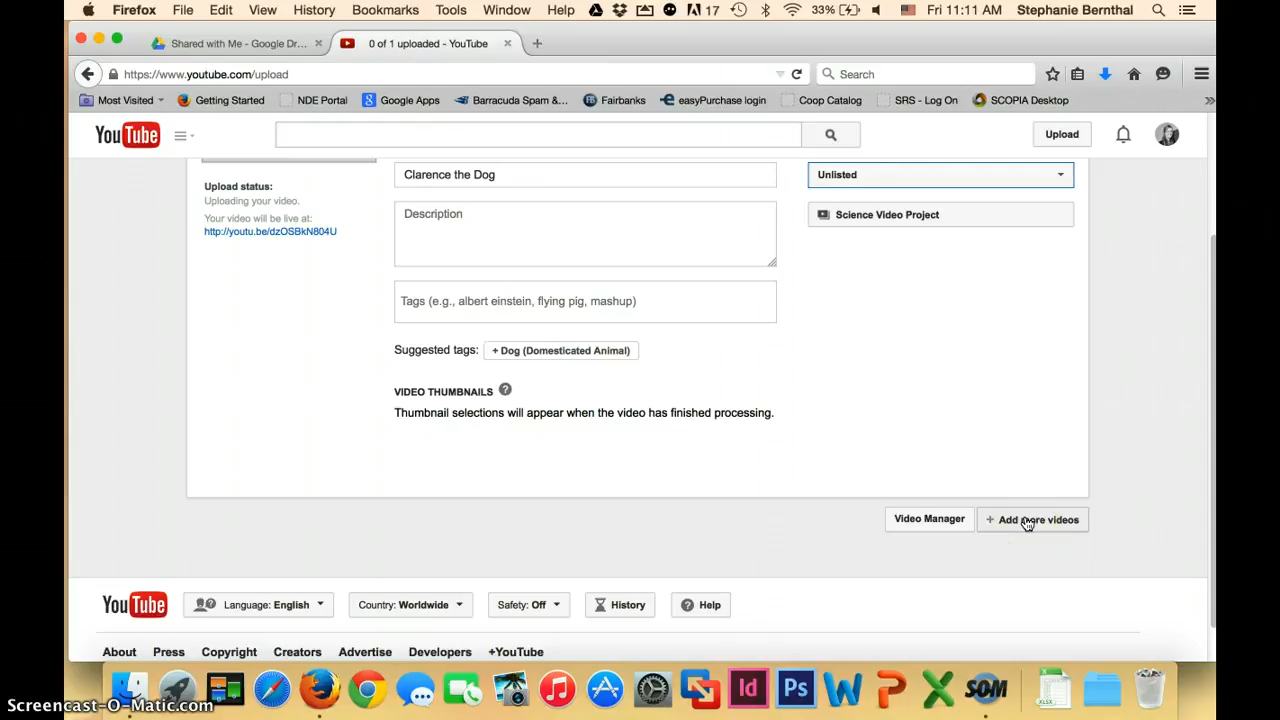 Firefox File Edit View History Bookmarks Tools Window Help 17 33% Fri 11:11 AM Stephanie Bernthal
Shared with Me - Google Dr... × 0 of 1 uploaded - YouTube × +
https://www.youtube.com/upload Search
Most Visited Getting Started NDE Portal Google Apps Barracuda Spam &... Fairbanks easyPurchase login Coop Catalog SRS - Log On SCOPIA Desktop »
YouTube Upload
Clarence the Dog Unlisted
Upload status:
Uploading your video.
Your video will be live at:
http://youtu.be/dzOSBkN804U
Description
Science Video Project
Tags (e.g., albert einstein, flying pig, mashup)
Suggested tags: + Dog (Domesticated Animal)
VIDEO THUMBNAILS ?
Thumbnail selections will appear when the video has finished processing.
Video Manager + Add more videos
YouTube Language: English Country: Worldwide Safety: Off History ? Help
About Press Copyright Creators Advertise Developers +YouTube
Id Ps W P X SOM XLSX
Screencast-O-Matic.com